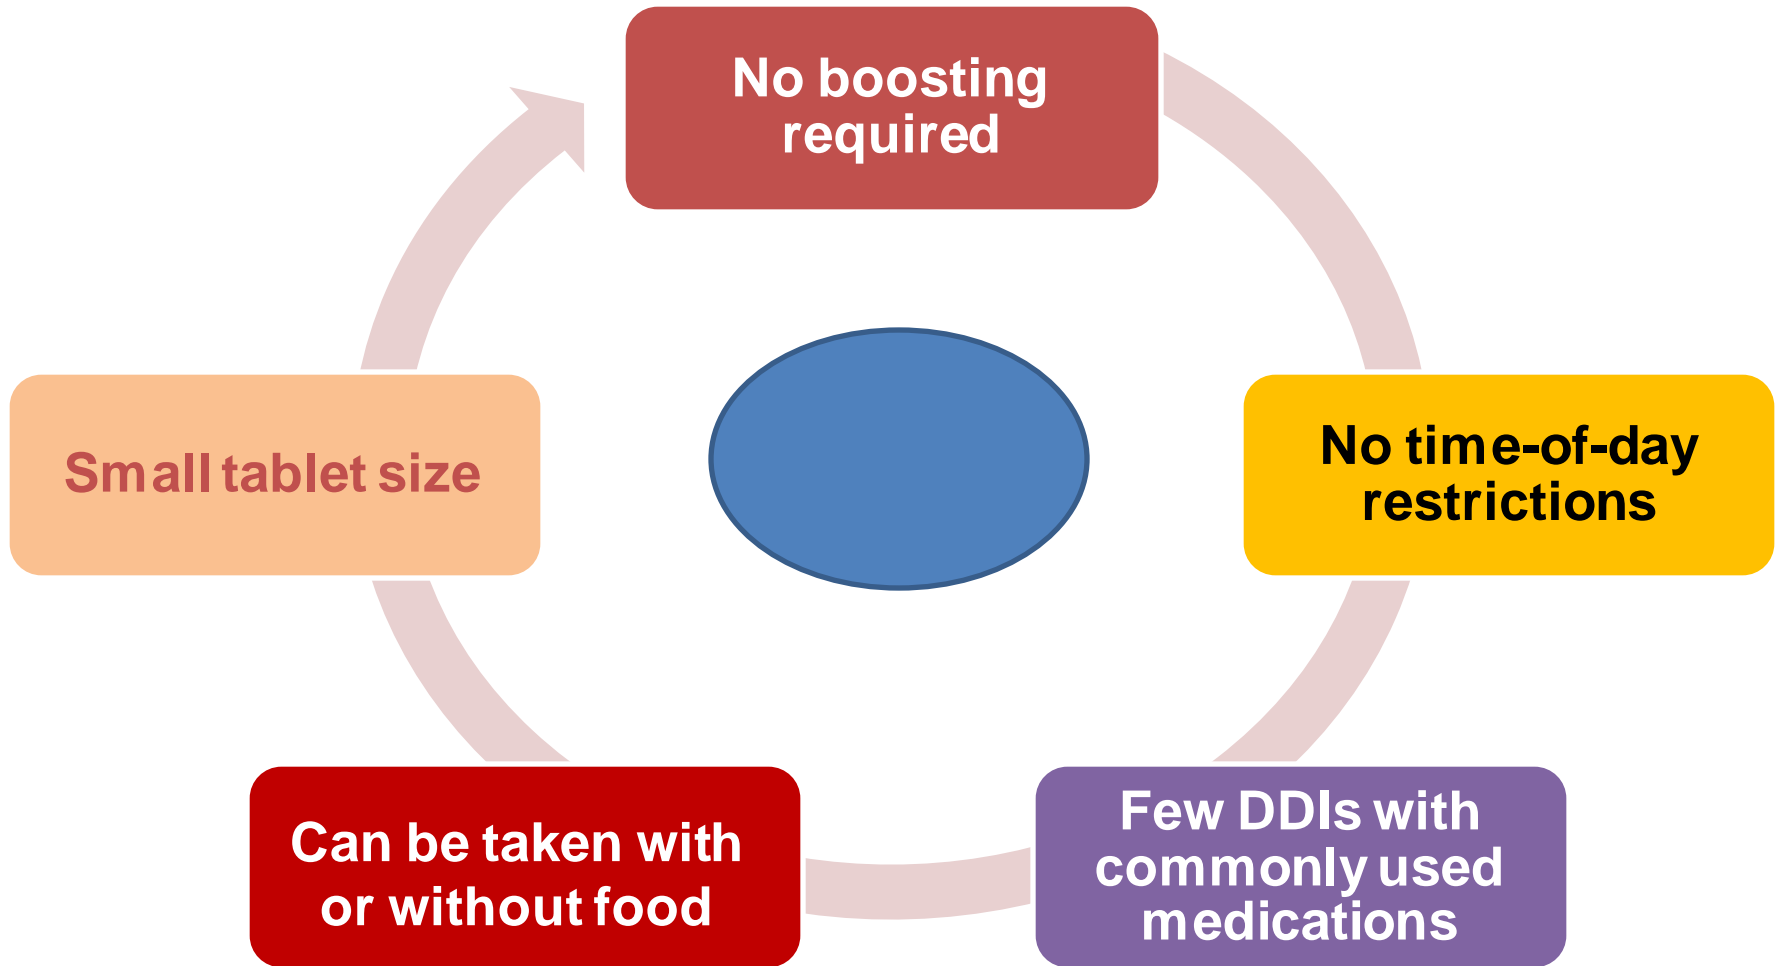 No boosting
required
No time-of-day
restrictions
Few DDIs with
commonly used
medications
Can be taken with
or without food
Small tablet size